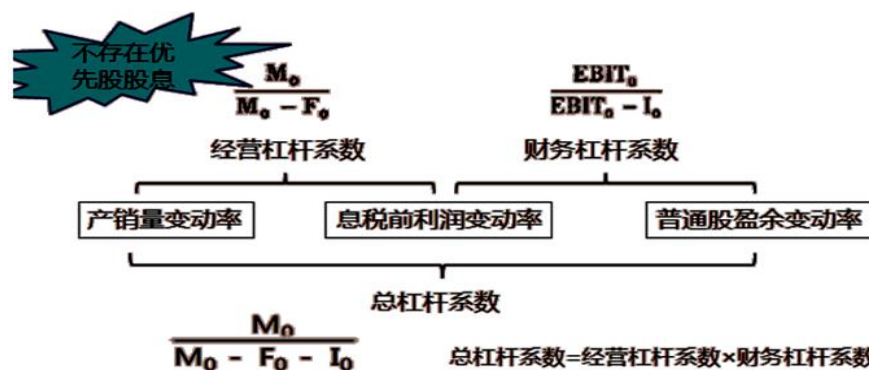 不存在优
先股股息
M₀
M₀ - F₀
EBIT₀
EBIT₀ - I₀
经营杠杆系数
财务杠杆系数
产销量变动率
息税前利润变动率
普通股盈余变动率
总杠杆系数
M₀
M₀ - F₀ - I₀
总杠杆系数=经营杠杆系数×财务杠杆系数